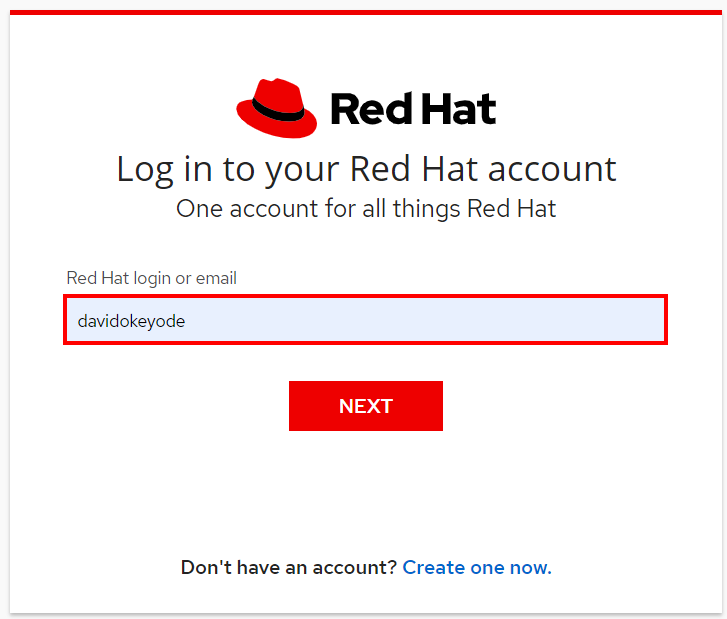 Red Hat
Log in to your Red Hat account
One account for all things Red Hat
Red Hat login or email
davidokeyode
NEXT
Don't have an account? Create one now.